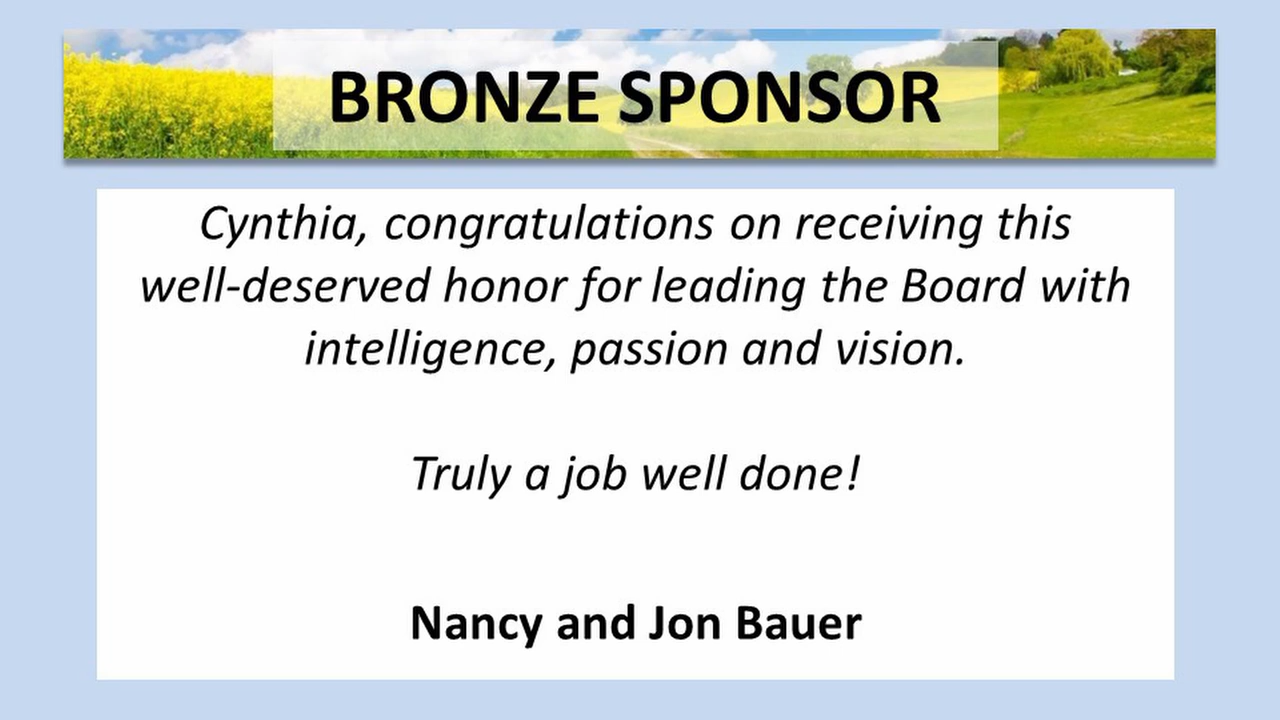 BRONZE SPONSOR
Cynthia, congratulations on receiving this
well-deserved honor for leading the Board with
intelligence, passion and vision.
Truly a job well done!
Nancy and Jon Bauer